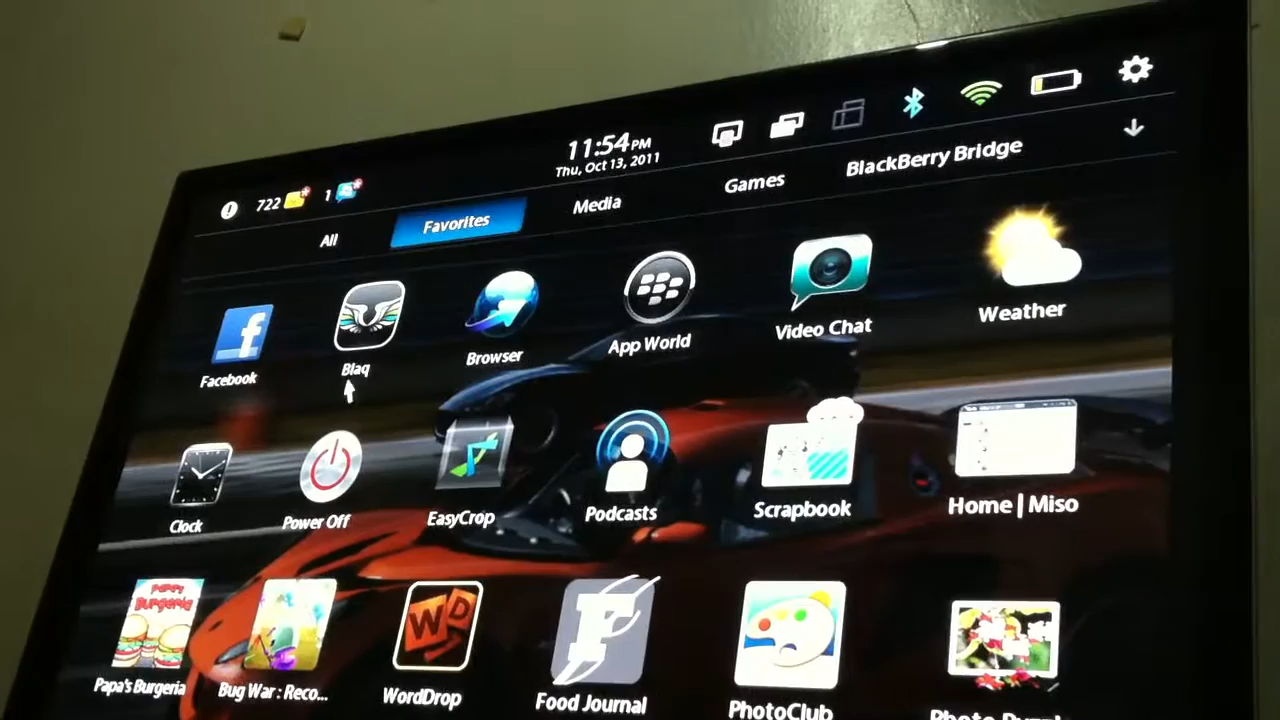 11:54PM
Thu, Oct 13, 2011
722
1
All
Favorites
Media
Games
BlackBerry Bridge
Facebook
Blaq
Browser
App World
Video Chat
Weather
Clock
Power Off
EasyCrop
Podcasts
Scrapbook
Home | Miso
Papa's Burgeria
Bug War : Reco...
WordDrop
Food Journal
PhotoClub
Photo